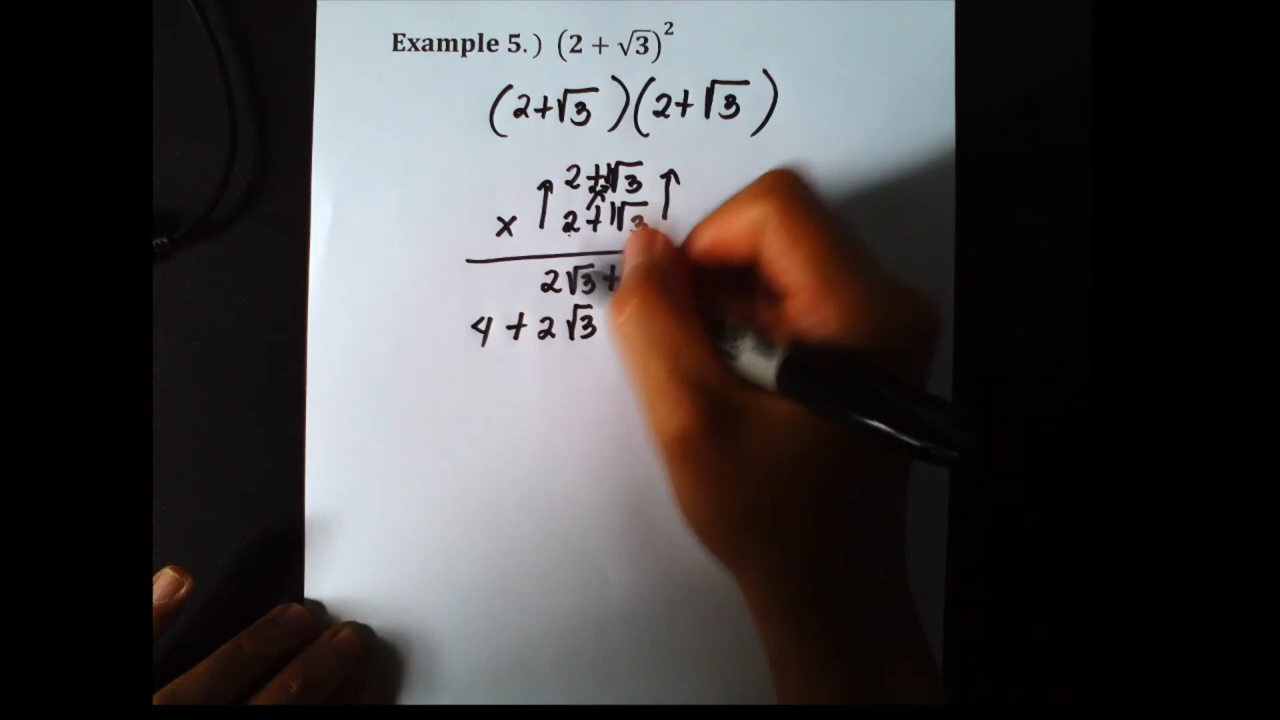 Example 5.) (2 + √3)²
(2+√3)(2+√3)
2+√3
x 2+√3
2√3+
4 + 2√3